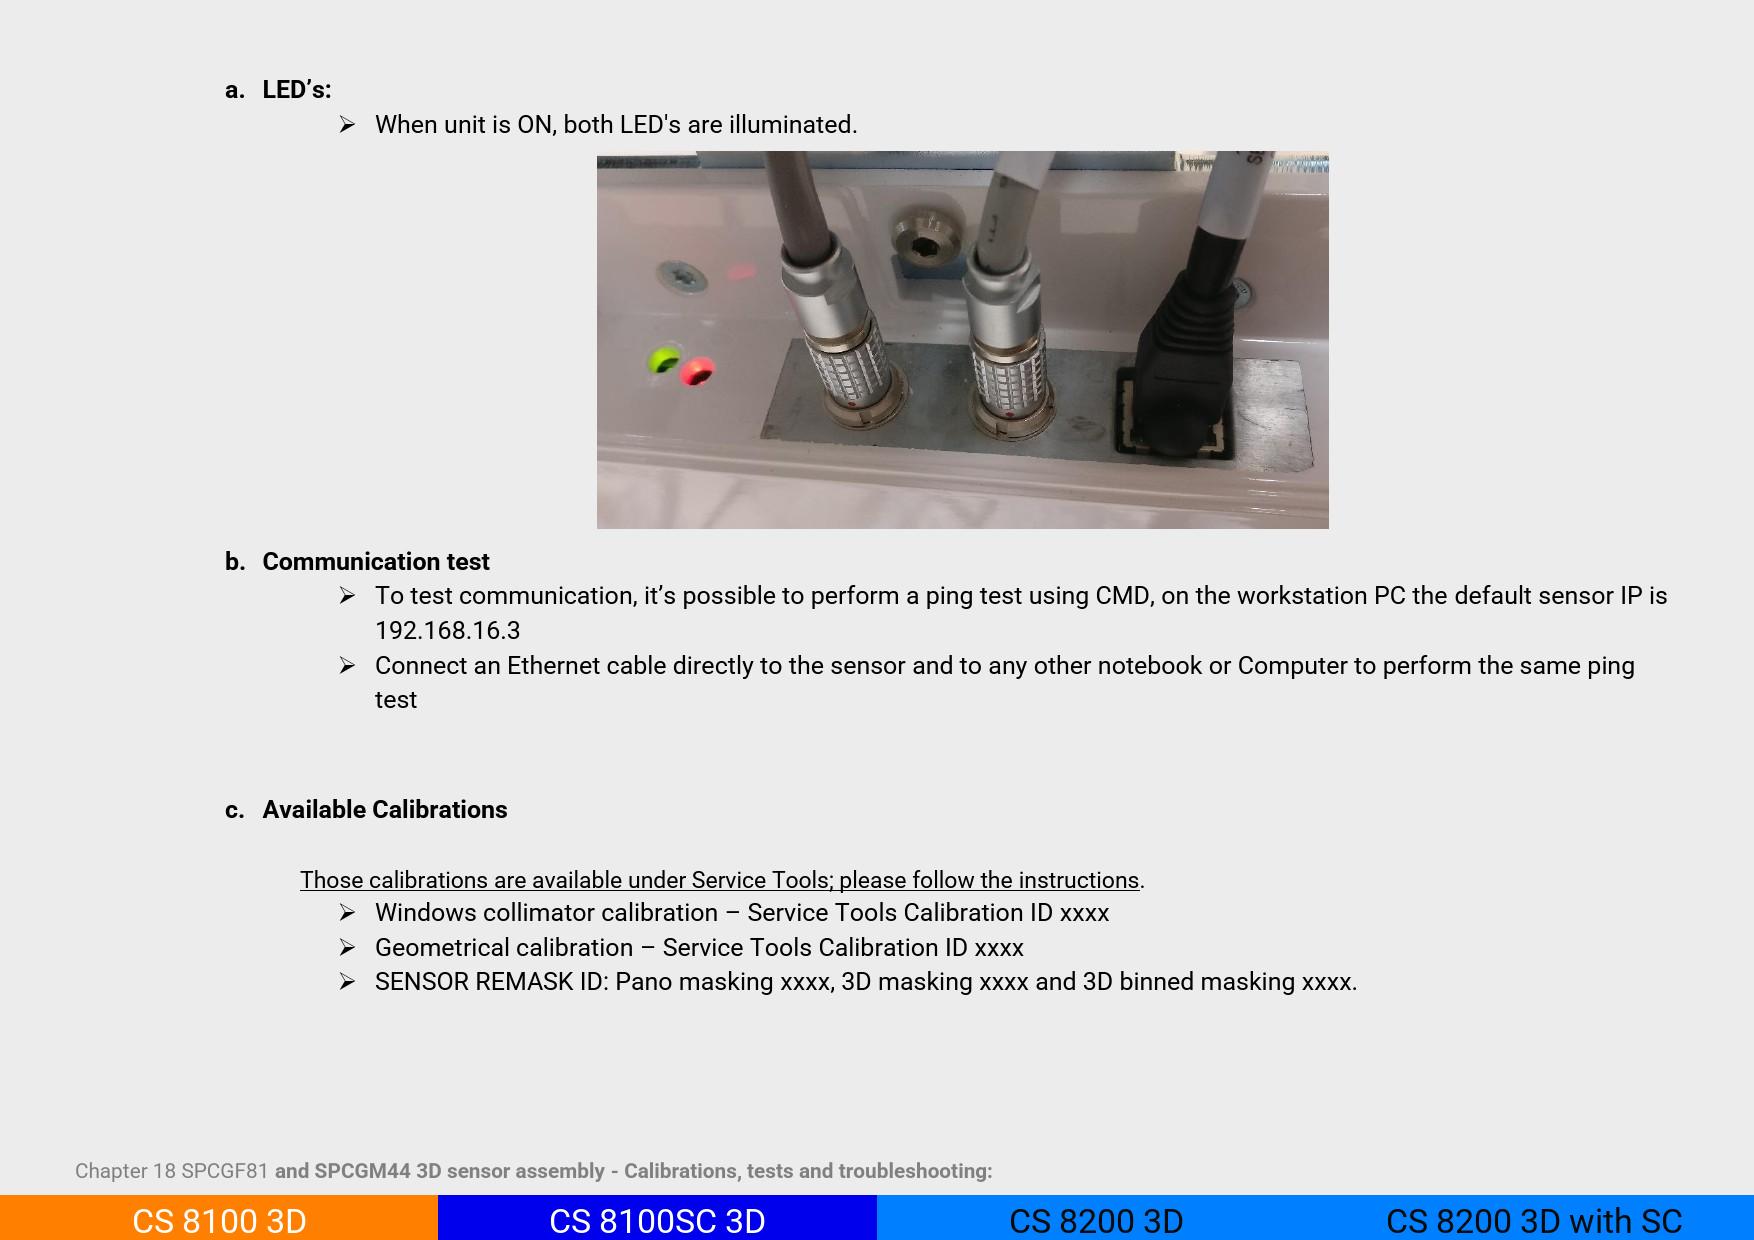 a. LED’s:
➢ When unit is ON, both LED's are illuminated.
b. Communication test
➢ To test communication, it’s possible to perform a ping test using CMD, on the workstation PC the default sensor IP is
192.168.16.3
➢ Connect an Ethernet cable directly to the sensor and to any other notebook or Computer to perform the same ping
test
c. Available Calibrations
Those calibrations are available under Service Tools; please follow the instructions.
➢ Windows collimator calibration – Service Tools Calibration ID xxxx
➢ Geometrical calibration – Service Tools Calibration ID xxxx
➢ SENSOR REMASK ID: Pano masking xxxx, 3D masking xxxx and 3D binned masking xxxx.
Chapter 18 SPCGF81 and SPCGM44 3D sensor assembly - Calibrations, tests and troubleshooting:
CS 8100 3D CS 8100SC 3D CS 8200 3D CS 8200 3D with SC